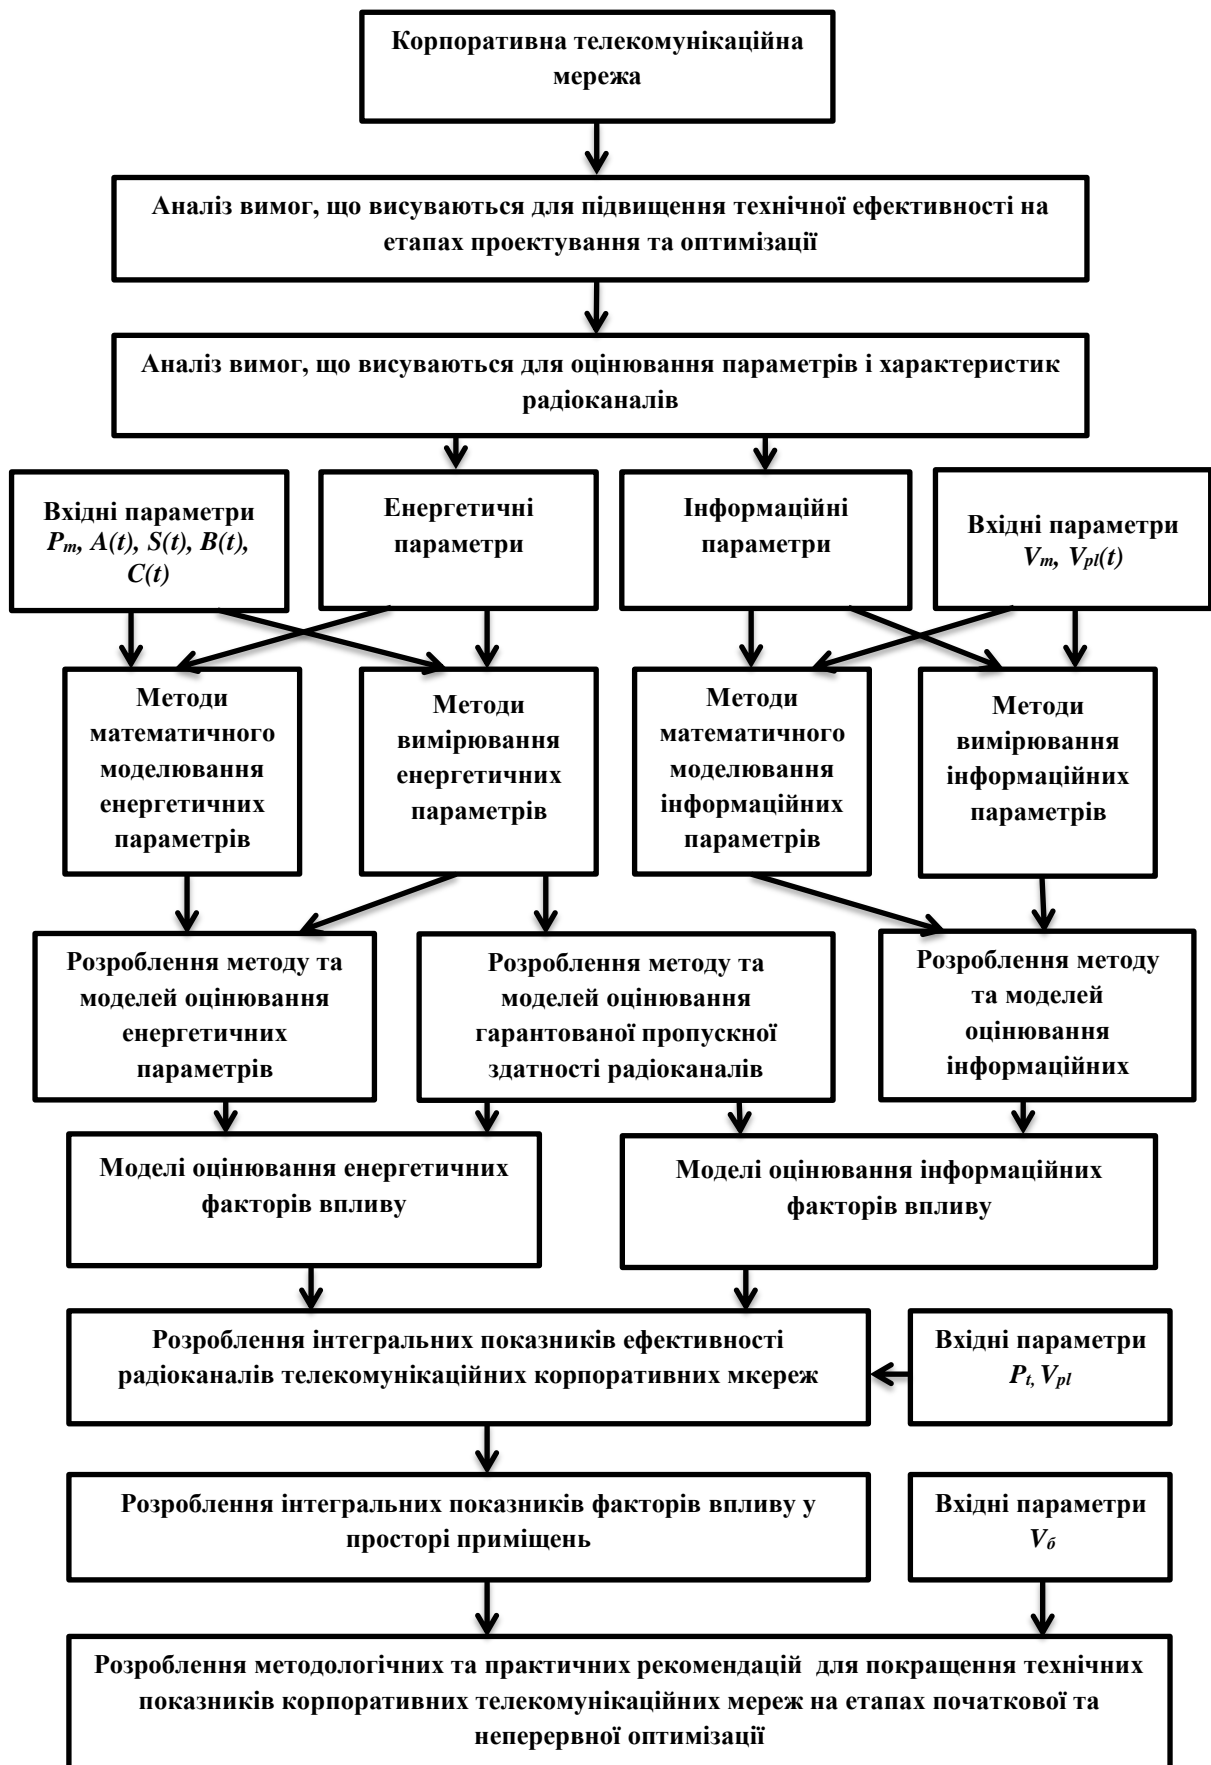 Корпоративна телекомунікаційна
мережа
Аналіз вимог, що висуваються для підвищення технічної ефективності на
етапах проектування та оптимізації
Аналіз вимог, що висуваються для оцінювання параметрів і характеристик
радіоканалів
Вхідні параметри
Pm, A(t), S(t), B(t),
C(t)
Енергетичні
параметри
Інформаційні
параметри
Вхідні параметри
Vm, Vpl(t)
Методи
математичного
моделювання
енергетичних
параметрів
Методи
вимірювання
енергетичних
параметрів
Методи
математичного
моделювання
інформаційних
параметрів
Методи
вимірювання
інформаційних
параметрів
Розроблення методу та
моделей оцінювання
енергетичних
параметрів
Розроблення методу та
моделей оцінювання
гарантованої пропускної
здатності радіоканалів
Розроблення методу
та моделей
оцінювання
інформаційних
Моделі оцінювання енергетичних
факторів впливу
Моделі оцінювання інформаційних
факторів впливу
Розроблення інтегральних показників ефективності
радіоканалів телекомунікаційних корпоративних мкереж
Вхідні параметри
Pt, Vpl
Розроблення інтегральних показників факторів впливу у
просторі приміщень
Вхідні параметри
Vб
Розроблення методологічних та практичних рекомендацій для покращення технічних
показників корпоративних телекомунікаційних мереж на етапах початкової та
неперервної оптимізації